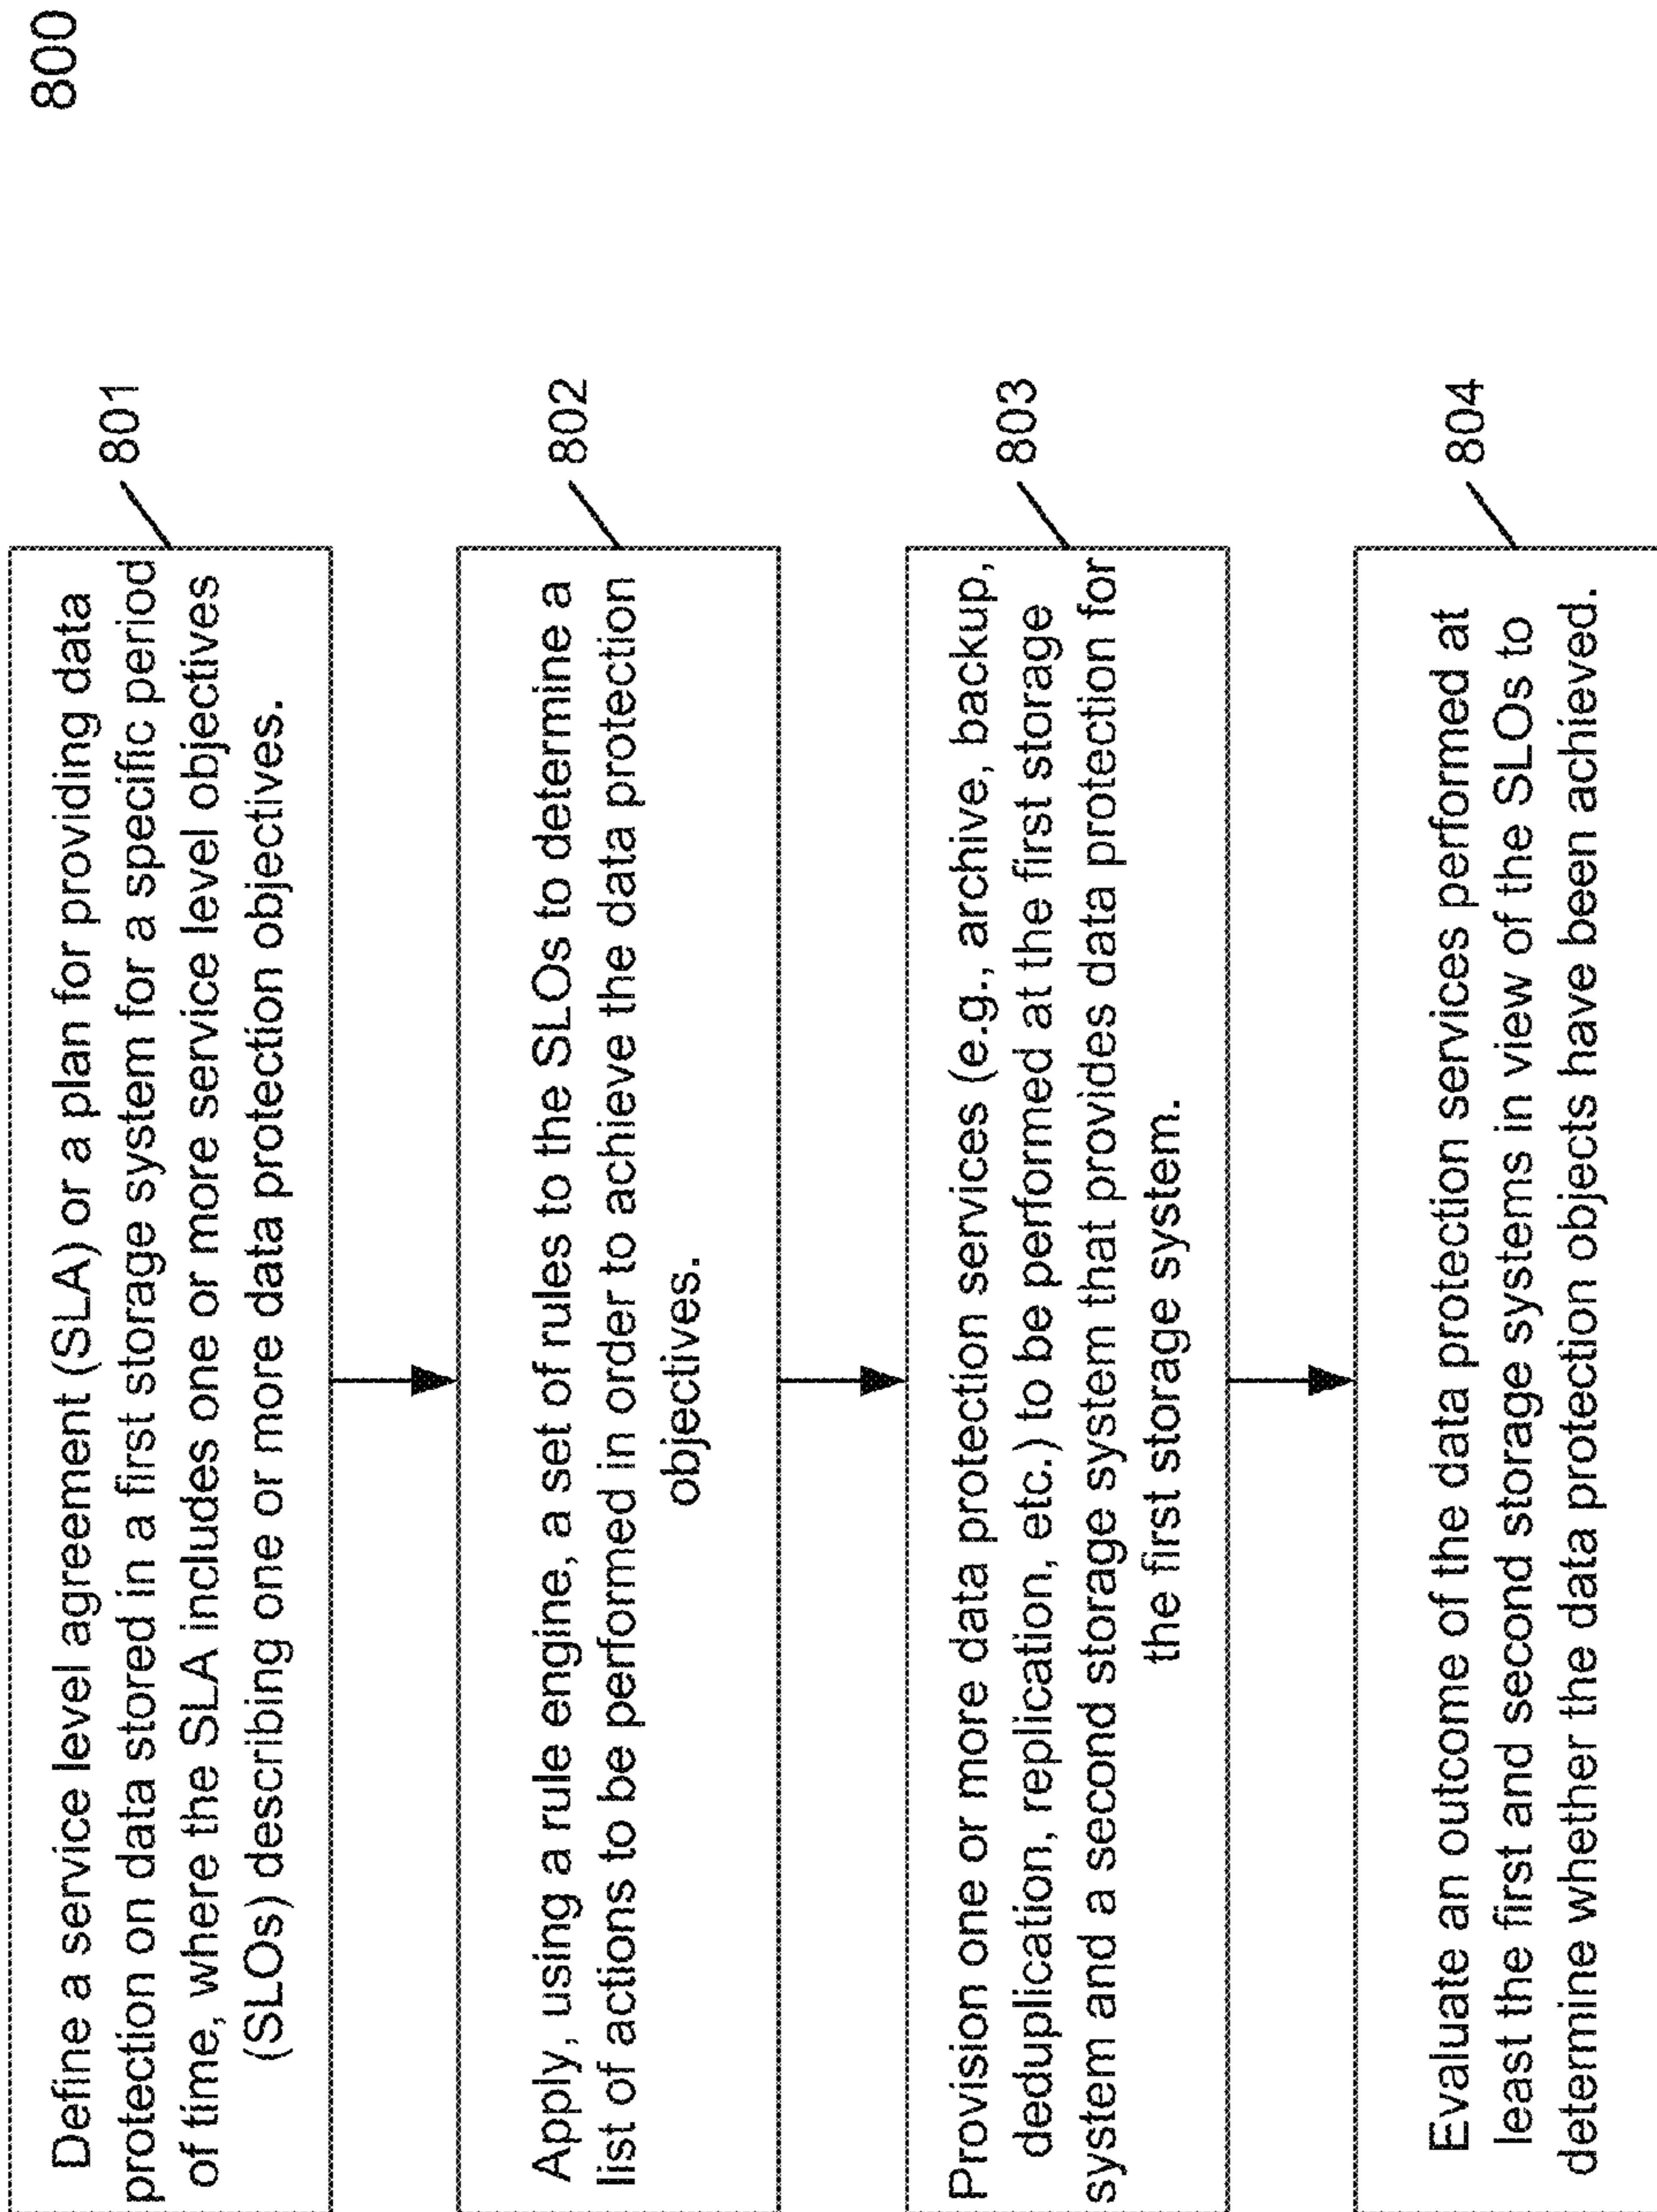 800
Define a service level agreement (SLA) or a plan for providing data
protection on data stored in a first storage system for a specific period
of time, where the SLA includes one or more service level objectives
(SLOs) describing one or more data protection objectives.
801
Apply, using a rule engine, a set of rules to the SLOs to determine a
list of actions to be performed in order to achieve the data protection
objectives.
802
Provision one or more data protection services (e.g., archive, backup,
deduplication, replication, etc.) to be performed at the first storage
system and a second storage system that provides data protection for
the first storage system.
803
Evaluate an outcome of the data protection services performed at
least the first and second storage systems in view of the SLOs to
determine whether the data protection objects have been achieved.
804